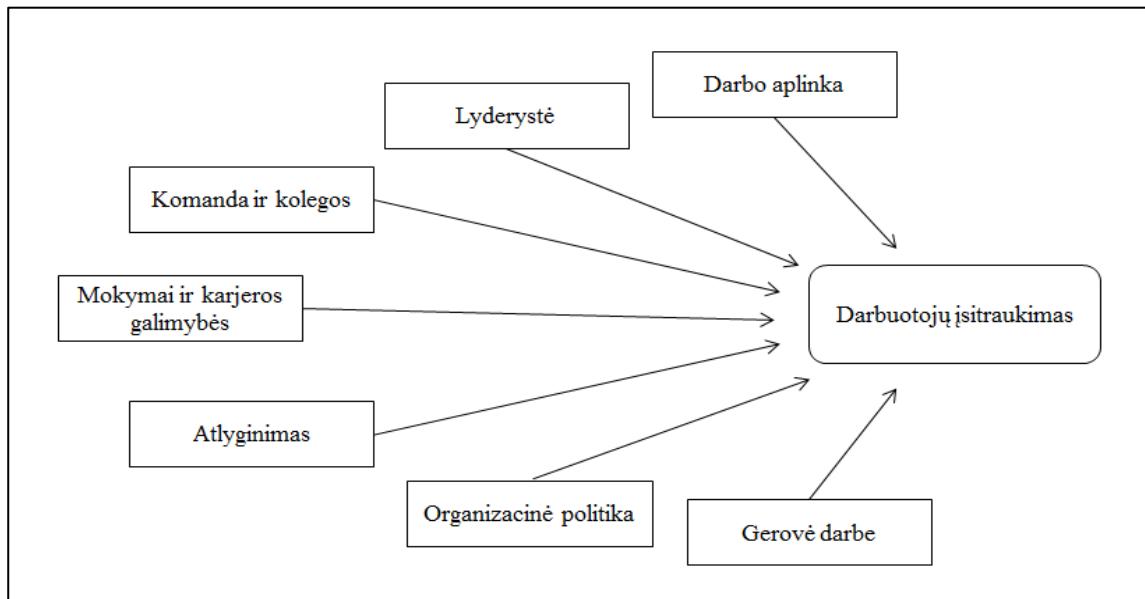 Darbo aplinka
Lyderystė
Komanda ir kolegos
Mokymai ir karjeros
galimybės
Darbuotojų įsitraukimas
Atlyginimas
Organizacinė politika
Gerovė darbe